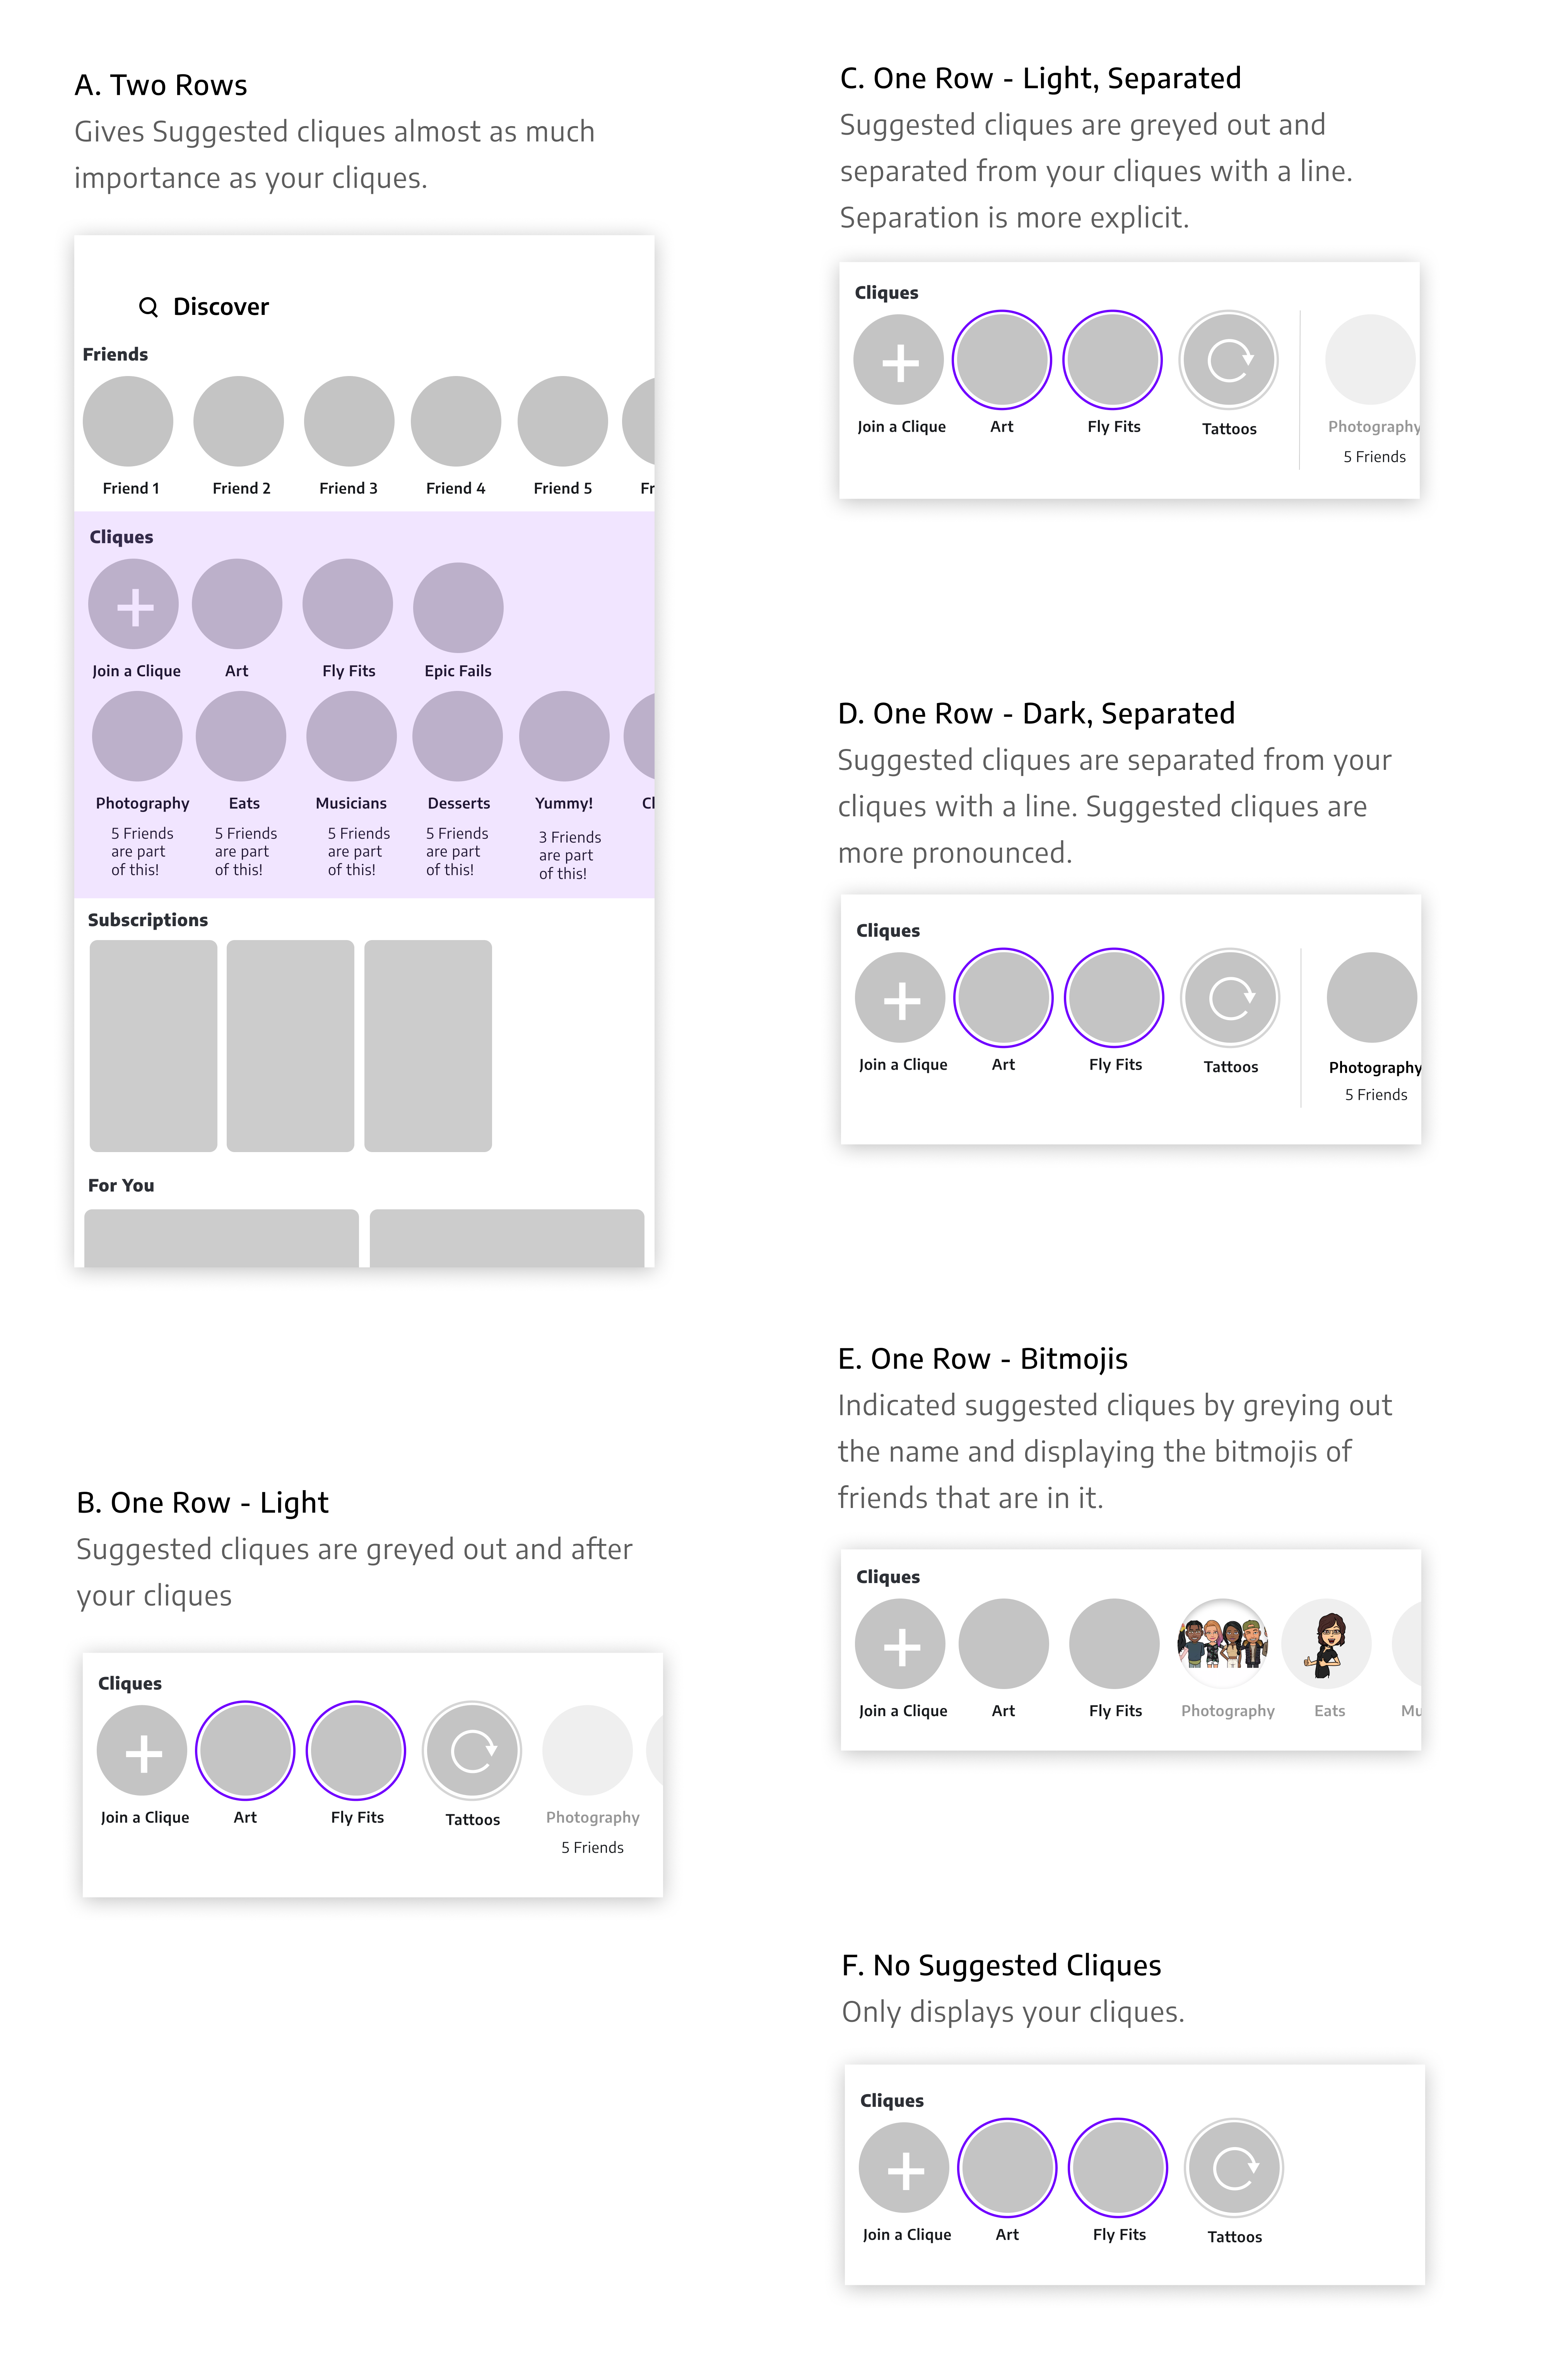 A. Two Rows
Gives Suggested cliques almost as much
importance as your cliques.
Discover
Friends
Friend 1 Friend 2 Friend 3 Friend 4 Friend 5 Fr
Cliques
Join a Clique Art Fly Fits Epic Fails
Photography Eats Musicians Desserts Yummy! Cl
5 Friends 5 Friends 5 Friends 5 Friends 3 Friends
are part are part are part are part are part
of this! of this! of this! of this! of this!
Subscriptions
For You
B. One Row - Light
Suggested cliques are greyed out and after
your cliques
Cliques
Join a Clique Art Fly Fits Tattoos Photography
5 Friends
C. One Row - Light, Separated
Suggested cliques are greyed out and
separated from your cliques with a line.
Separation is more explicit.
Cliques
Join a Clique Art Fly Fits Tattoos Photography
5 Friends
D. One Row - Dark, Separated
Suggested cliques are separated from your
cliques with a line. Suggested cliques are
more pronounced.
Cliques
Join a Clique Art Fly Fits Tattoos Photography
5 Friends
E. One Row - Bitmojis
Indicated suggested cliques by greying out
the name and displaying the bitmojis of
friends that are in it.
Cliques
Join a Clique Art Fly Fits Photography Eats Mu
F. No Suggested Cliques
Only displays your cliques.
Cliques
Join a Clique Art Fly Fits Tattoos